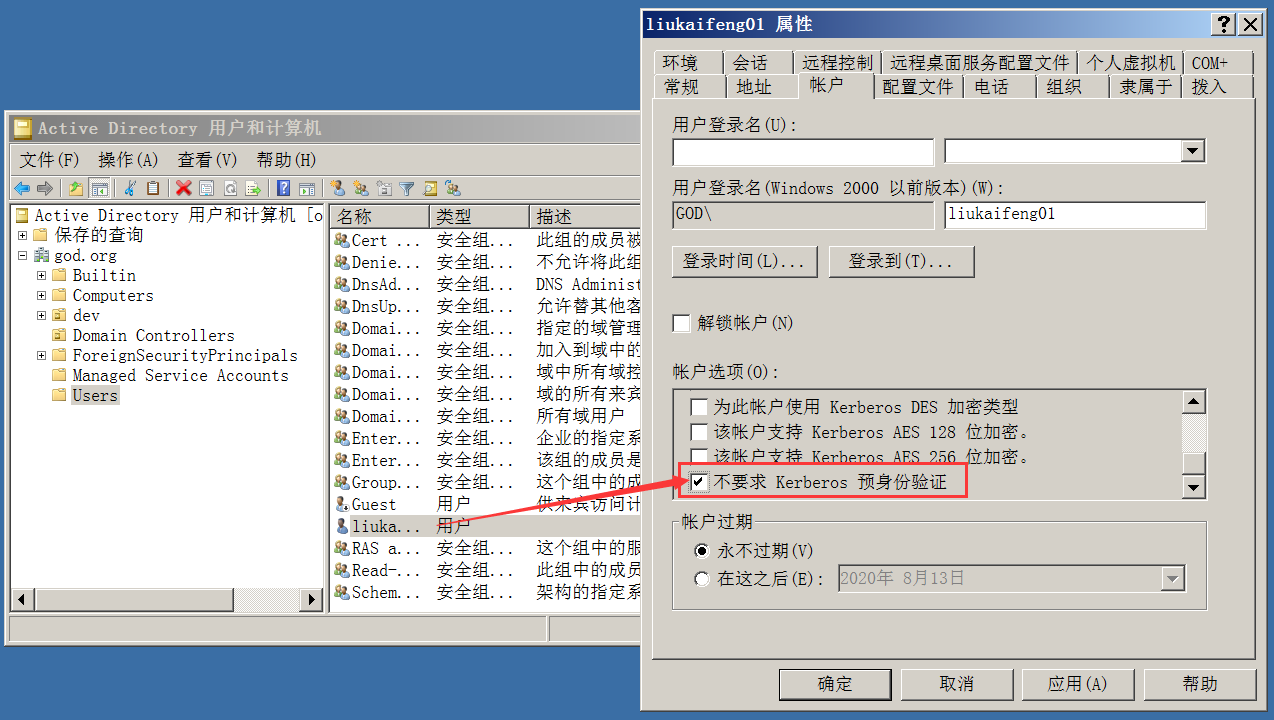 Active Directory 用户和计算机
文件(F) 操作(A) 查看(V) 帮助(H)
Active Directory 用户和计算机 [o
保存的查询
god.org
Builtin
Computers
dev
Domain Controllers
ForeignSecurityPrincipals
Managed Service Accounts
Users
名称 类型 描述
Cert ... 安全组... 此组的成员被
Denie... 安全组... 不允许将此组
DnsAd... 安全组... DNS Administ
DnsUp... 安全组... 允许替其他客
Domai... 安全组... 指定的域管理
Domai... 安全组... 加入到域中的
Domai... 安全组... 域中所有域控
Domai... 安全组... 域的所有来宾
Domai... 安全组... 所有域用户
Enter... 安全组... 企业的指定系
Enter... 安全组... 该组的成员是
Group... 安全组... 这个组中的成
Guest 用户 供来宾访问计
liuka... 用户
RAS a... 安全组... 这个组中的服
Read-... 安全组... 此组中的成员
Schem... 安全组... 架构的指定系
liukaifeng01 属性
环境 会话 远程控制 远程桌面服务配置文件 个人虚拟机 COM+
常规 地址 帐户 配置文件 电话 组织 隶属于 拨入
用户登录名(U):
用户登录名(Windows 2000 以前版本)(W):
GOD\ liukaifeng01
登录时间(L)... 登录到(T)...
解锁帐户(N)
帐户选项(O):
为此帐户使用 Kerberos DES 加密类型
该帐户支持 Kerberos AES 128 位加密。
该帐户支持 Kerberos AES 256 位加密。
不要求 Kerberos 预身份验证
帐户过期
永不过期(V)
在这之后(E): 2020年 8月13日
确定 取消 应用(A) 帮助